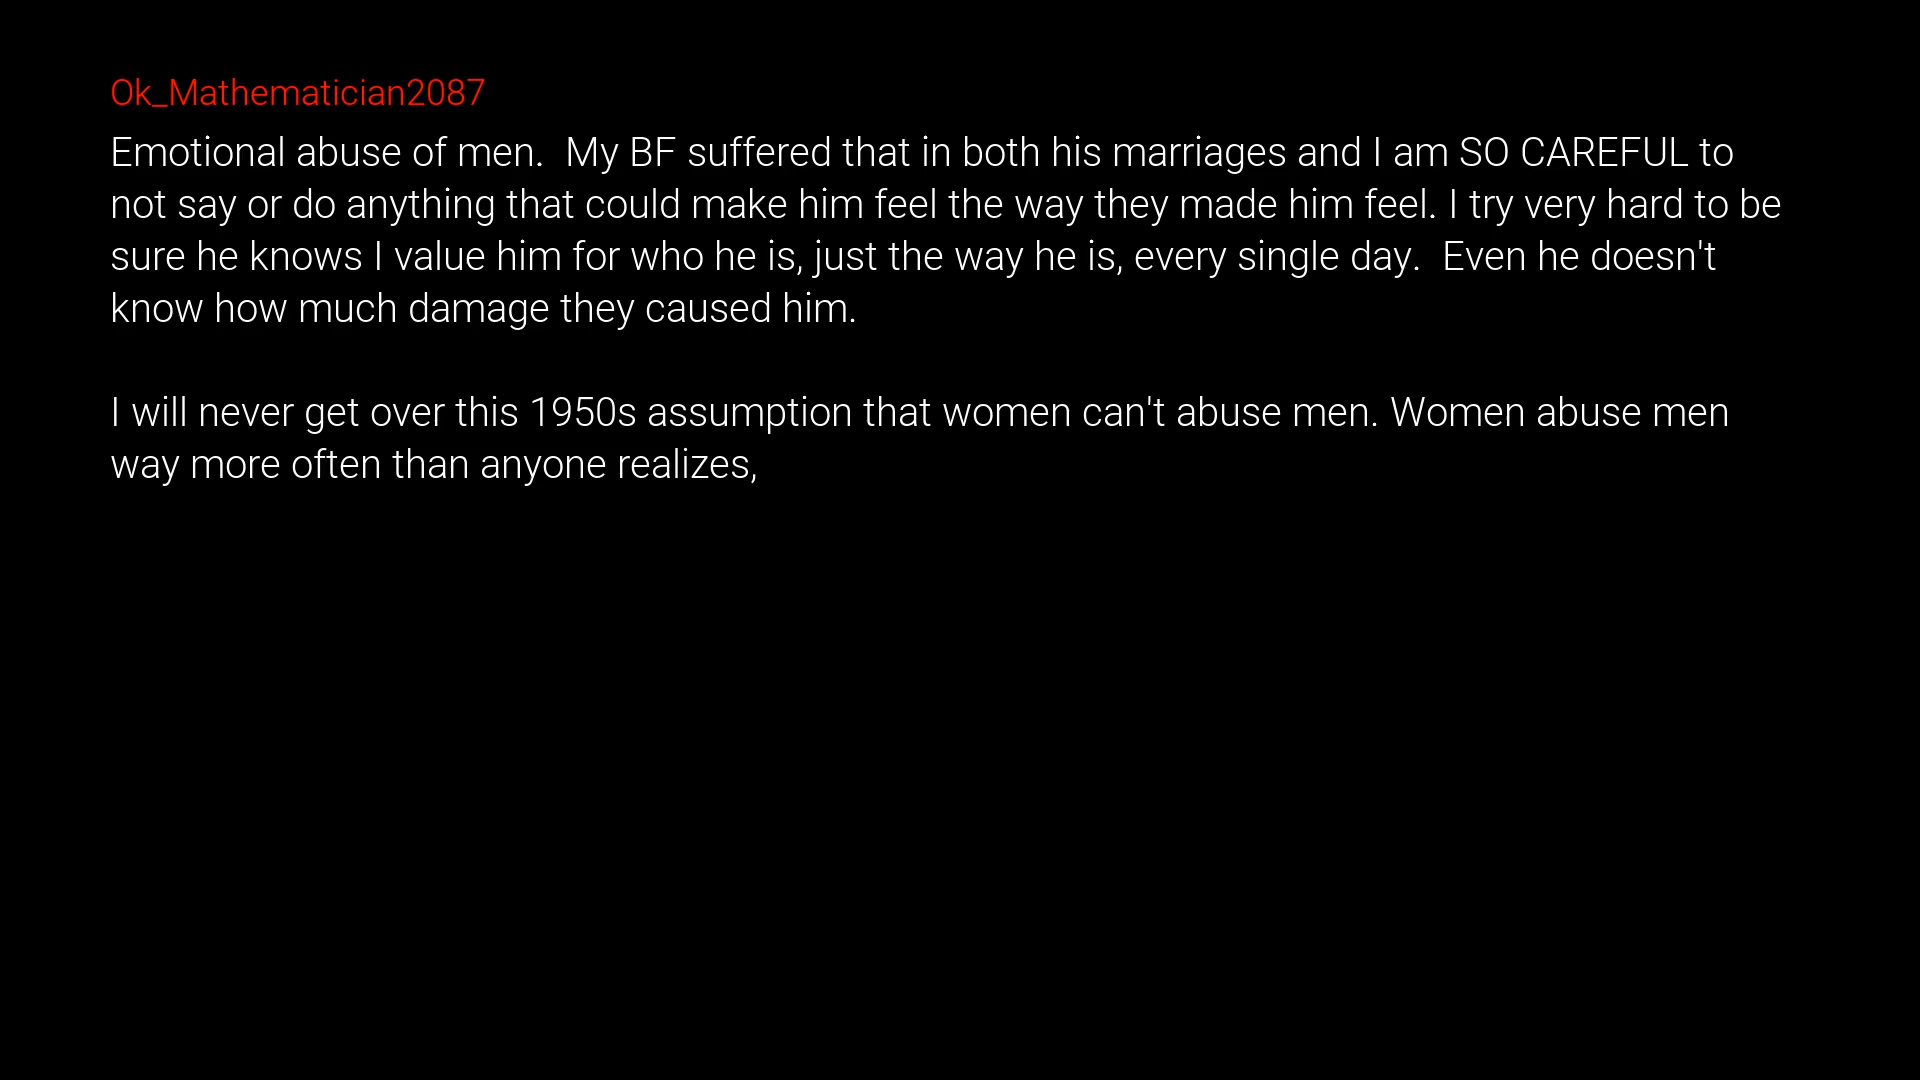 Ok_Mathematician2087
Emotional abuse of men.  My BF suffered that in both his marriages and I am SO CAREFUL to
not say or do anything that could make him feel the way they made him feel. I try very hard to be
sure he knows I value him for who he is, just the way he is, every single day.  Even he doesn't
know how much damage they caused him.
I will never get over this 1950s assumption that women can't abuse men. Women abuse men
way more often than anyone realizes,